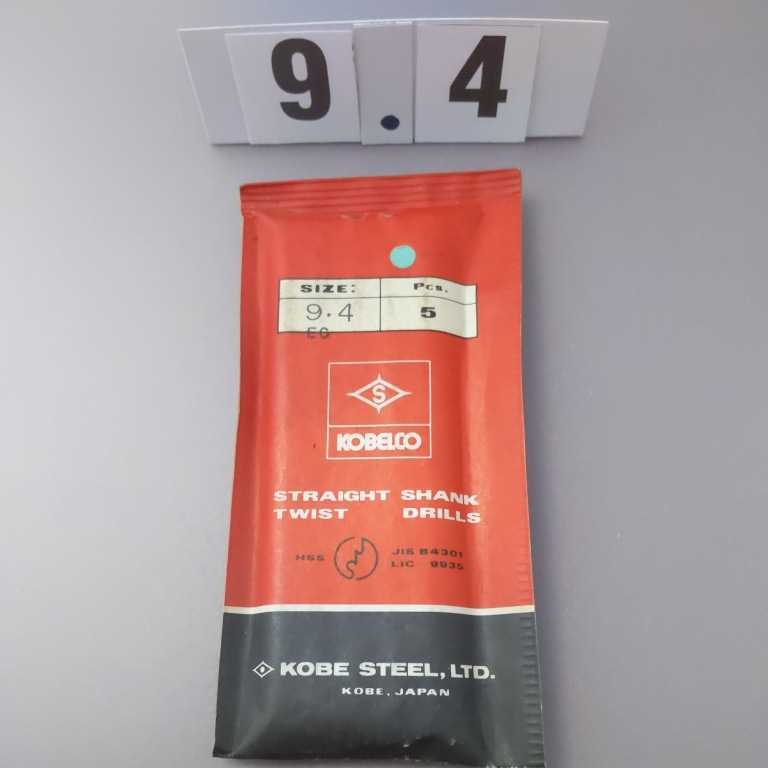 9.4
SIZE: Pcs.
9.4 5
EG
S
KOBELCO
STRAIGHT SHANK
TWIST DRILLS
HSS JIS B4301
LIC 9935
KOBE STEEL, LTD.
KOBE, JAPAN